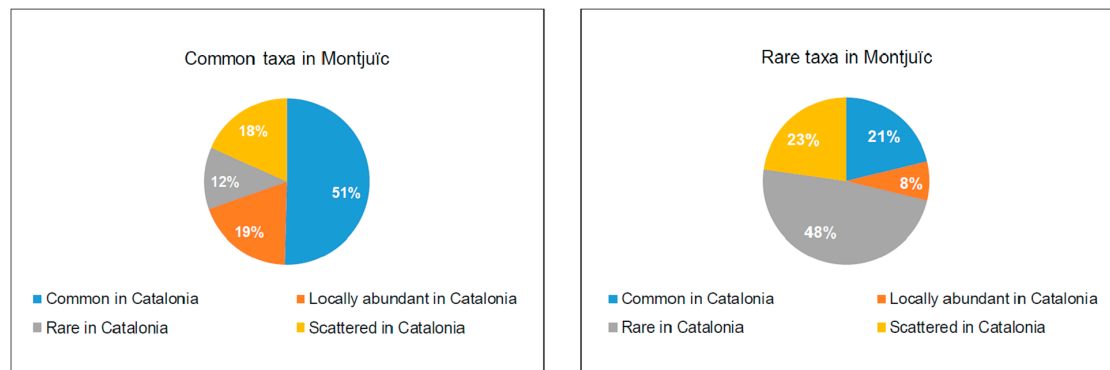 Common taxa in Montjuïc
18%
12%
51%
19%
Common in Catalonia
Locally abundant in Catalonia
Rare in Catalonia
Scattered in Catalonia
Rare taxa in Montjuïc
23%
21%
8%
48%
Common in Catalonia
Locally abundant in Catalonia
Rare in Catalonia
Scattered in Catalonia